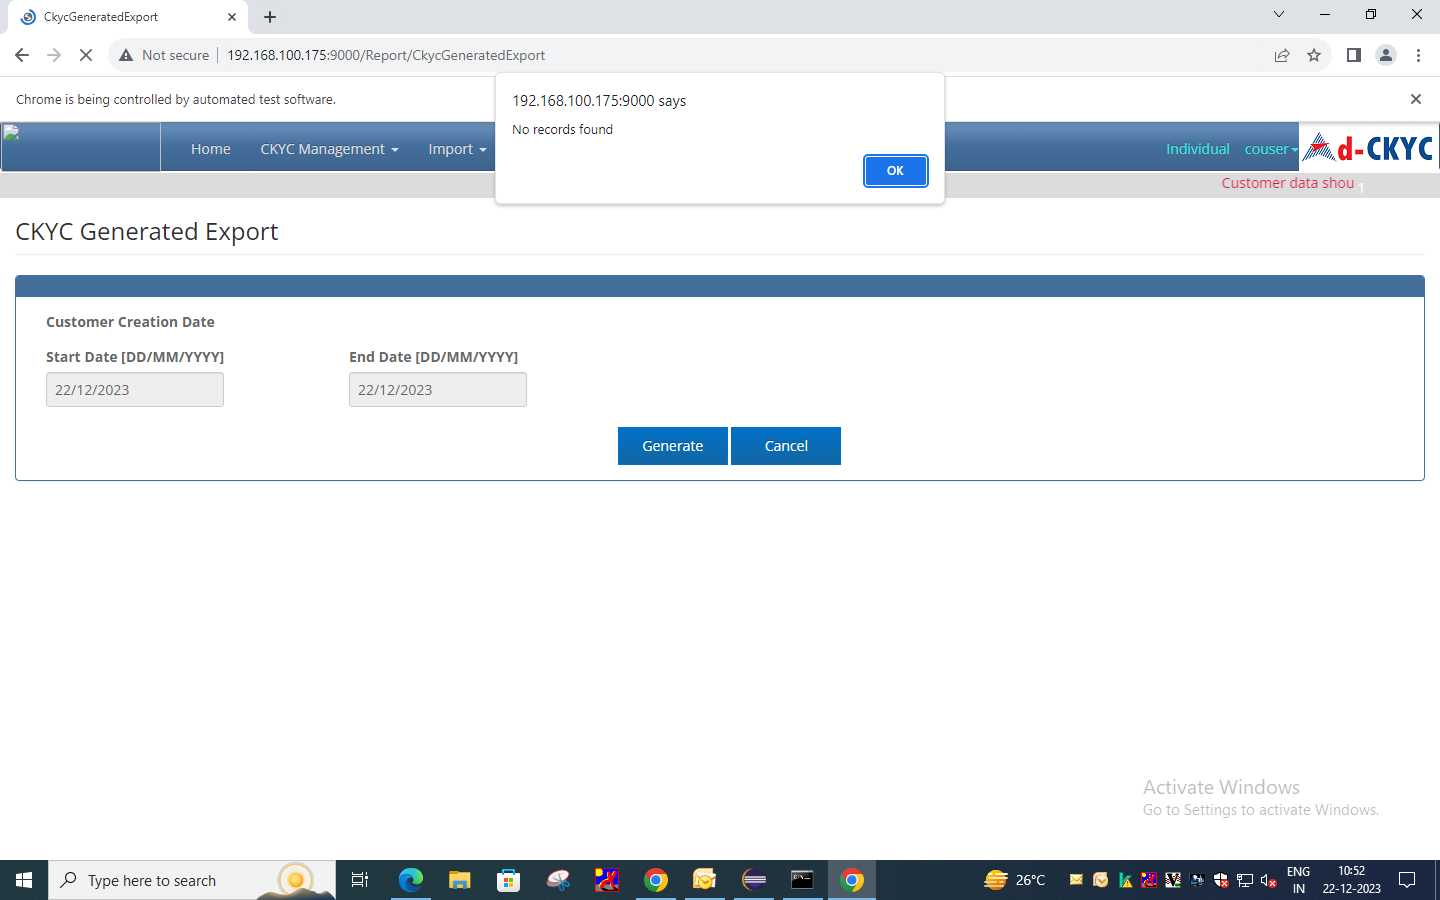 CkycGeneratedExport
Not secure
192.168.100.175:9000/Report/CkycGeneratedExport
Chrome is being controlled by automated test software.
192.168.100.175:9000 says
No records found
OK
Home
CKYC Management
Import
Individual
couser
d-CKYC
Customer data shou
1
CKYC Generated Export
Customer Creation Date
Start Date [DD/MM/YYYY]
End Date [DD/MM/YYYY]
22/12/2023
22/12/2023
Generate
Cancel
Activate Windows
Go to Settings to activate Windows.
Type here to search
26°C
ENG
IN
10:52
22-12-2023